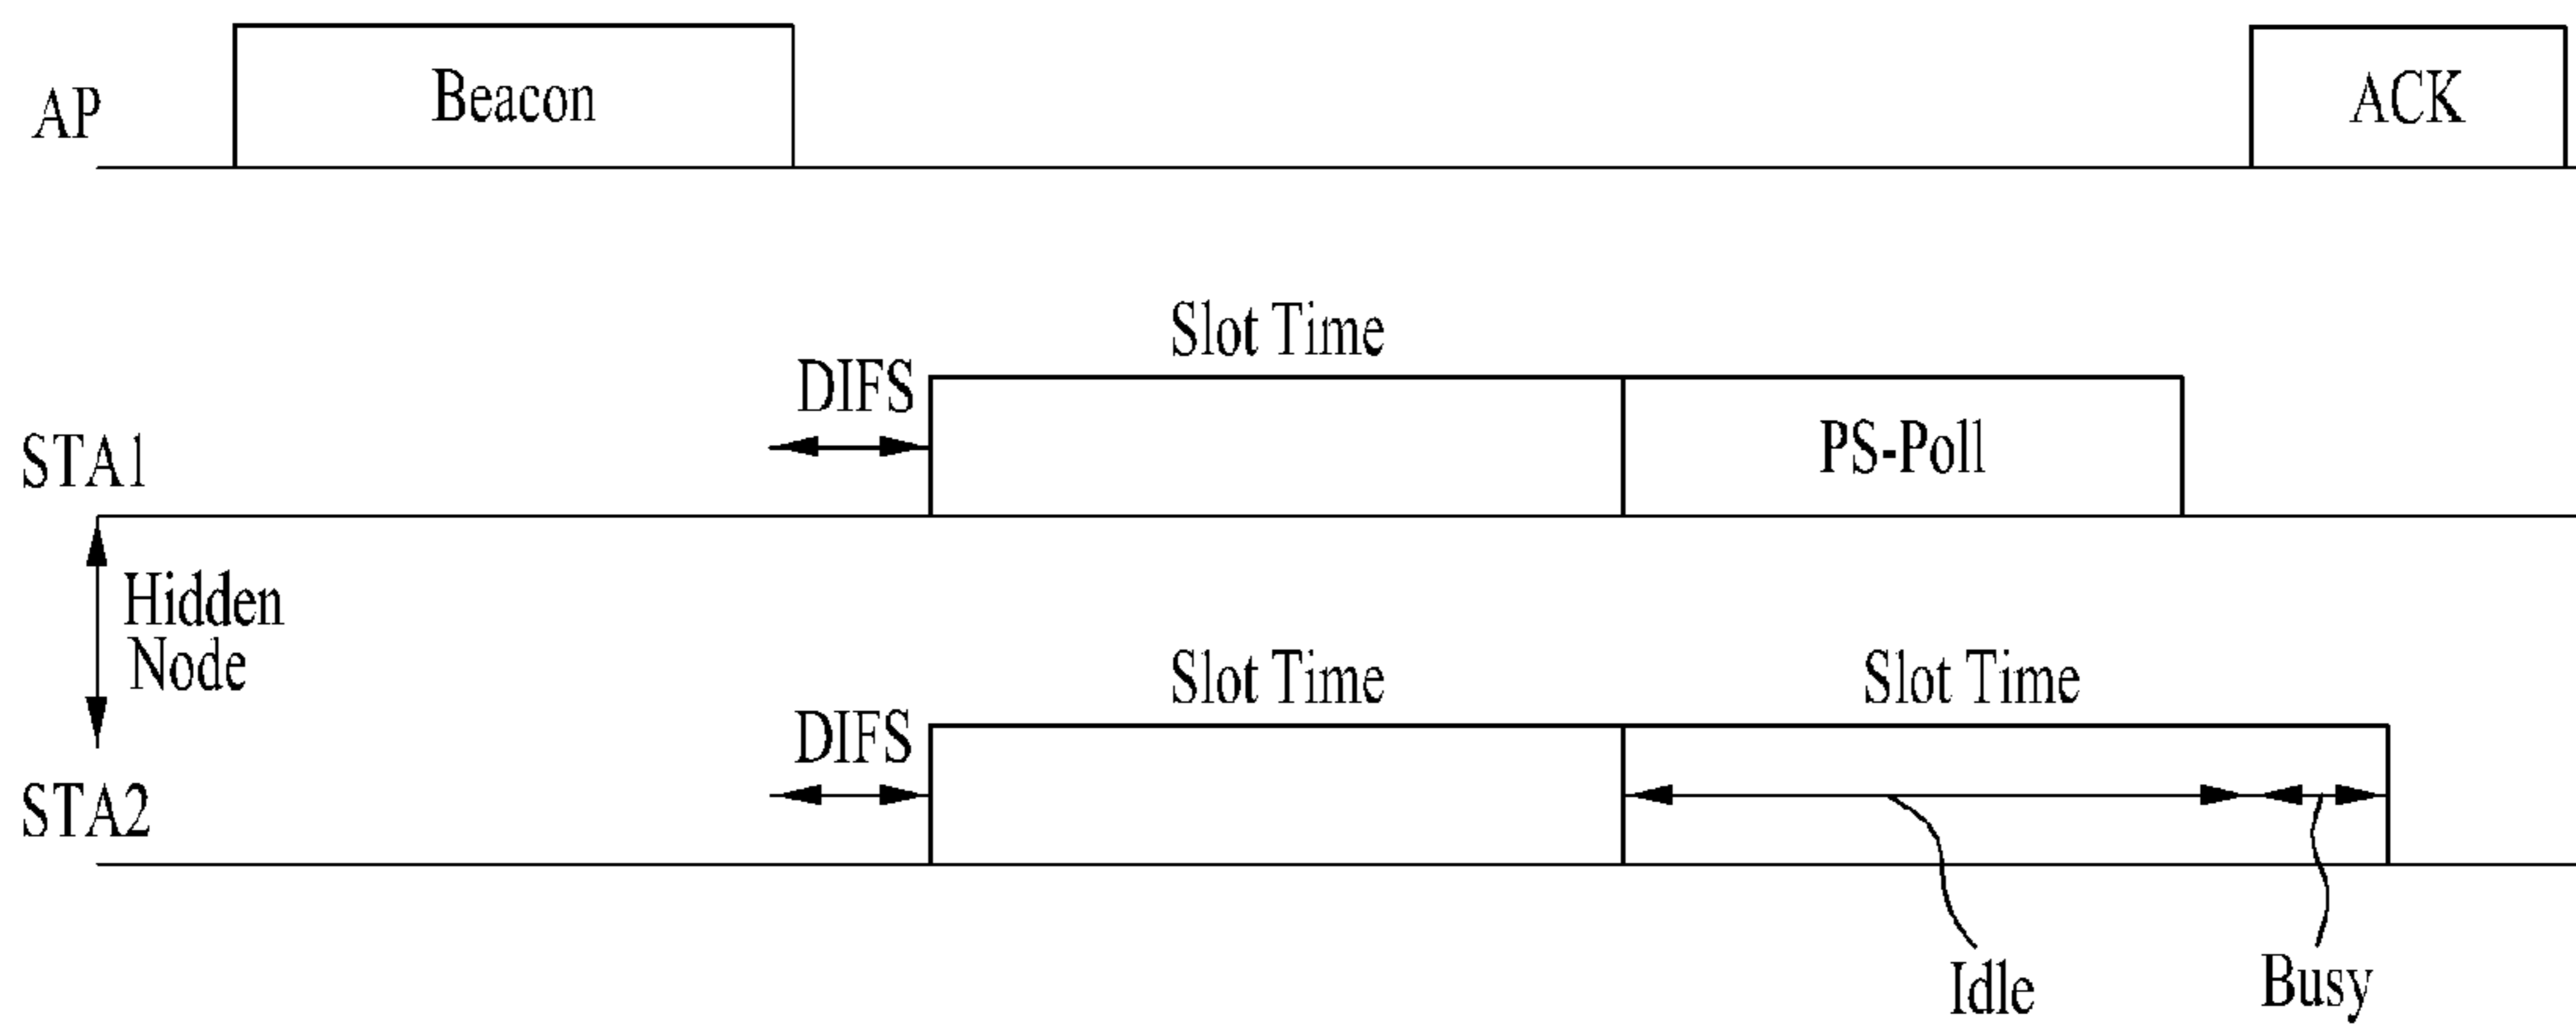 AP
Beacon
ACK
Slot Time
DIFS
STA1
PS-Poll
Hidden
Node
Slot Time
Slot Time
DIFS
STA2
Idle
Busy